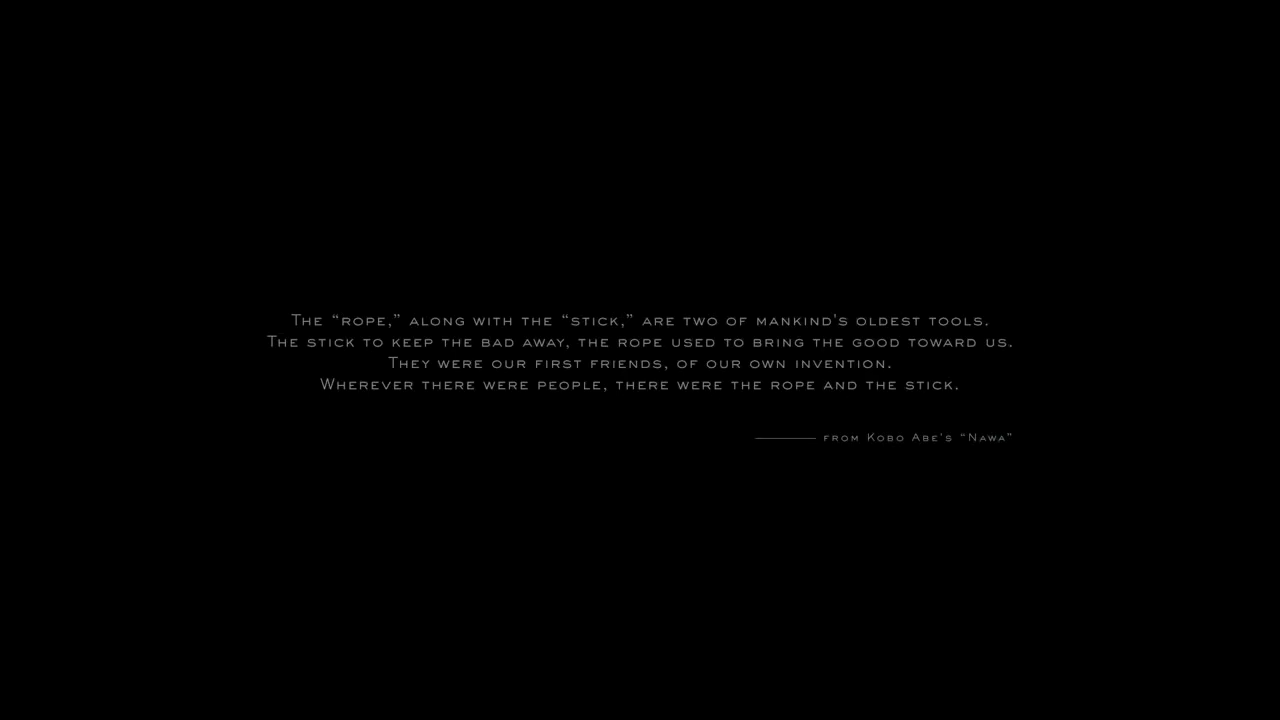 The “rope,” along with the “stick,” are two of mankind's oldest tools.
The stick to keep the bad away, the rope used to bring the good toward us.
They were our first friends, of our own invention.
Wherever there were people, there were the rope and the stick.
——— from Kobo Abe's “Nawa”